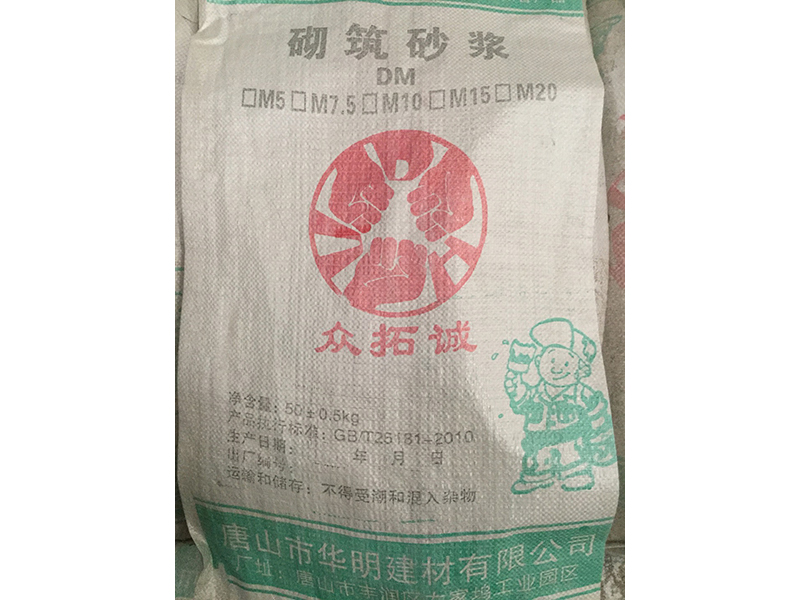 砌筑砂浆
DM
□M5□M7.5□M10□M15□M20
众拓诚
净含量：50±0.5kg
产品执行标准：GB/T25181-2010
生产日期： 年 月 日
出厂编号：
运输和储存：不得受潮和混入杂物
唐山市华明建材有限公司
厂址：唐山市丰润区 工业园区